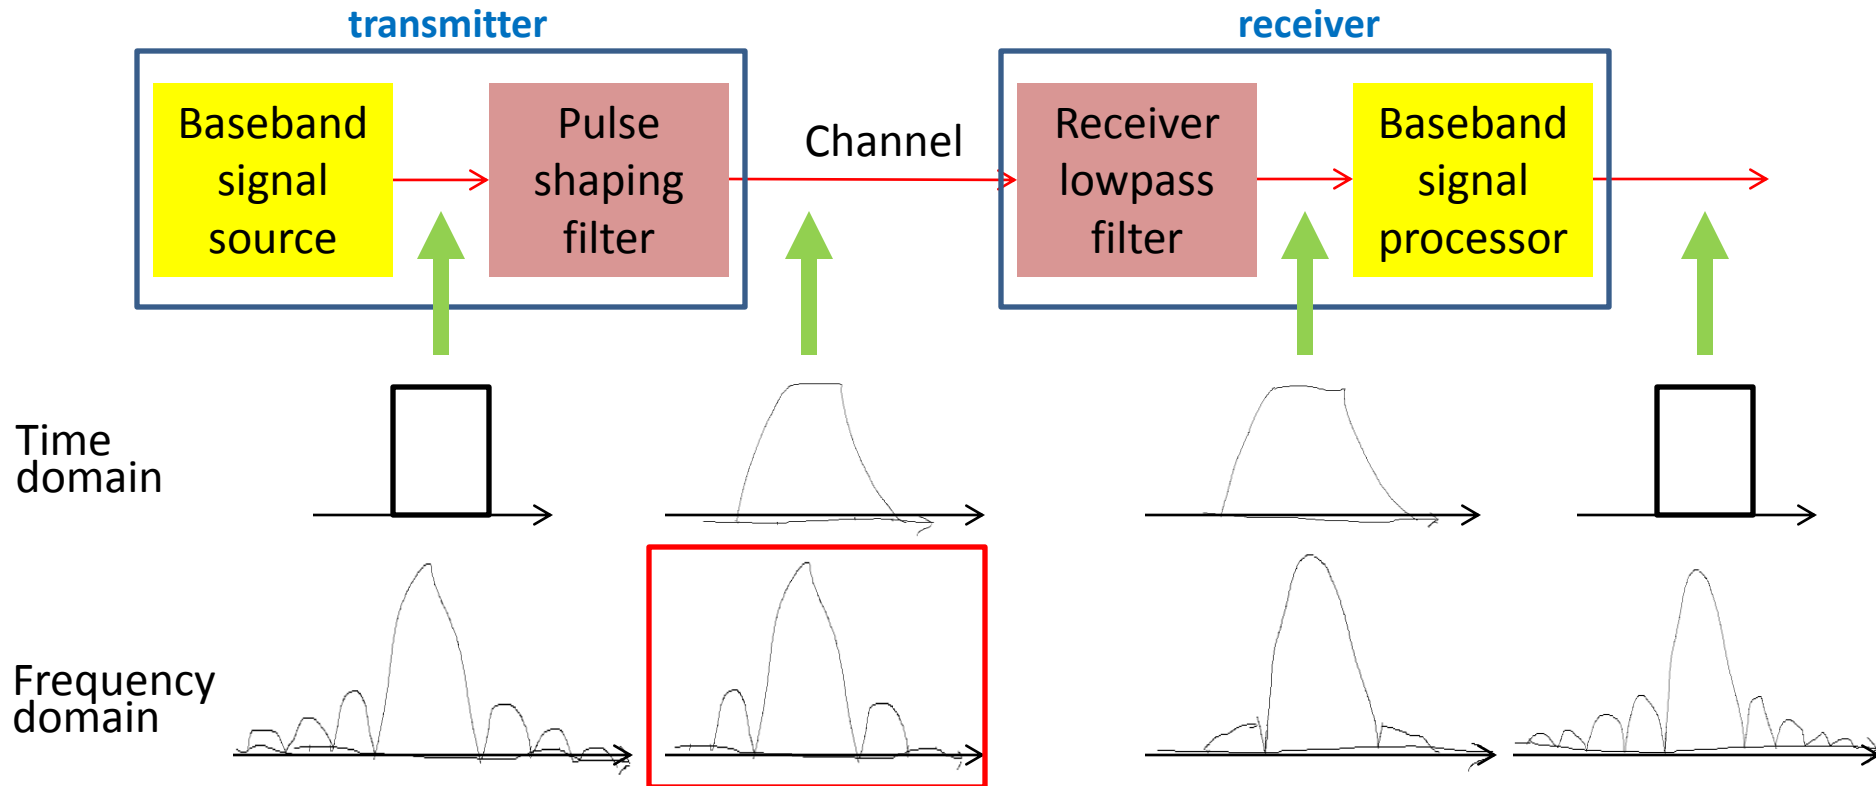 transmitter
receiver
Baseband
signal
source
Pulse
shaping
filter
Channel
Receiver
lowpass
filter
Baseband
signal
processor
Time
domain
Frequency
domain